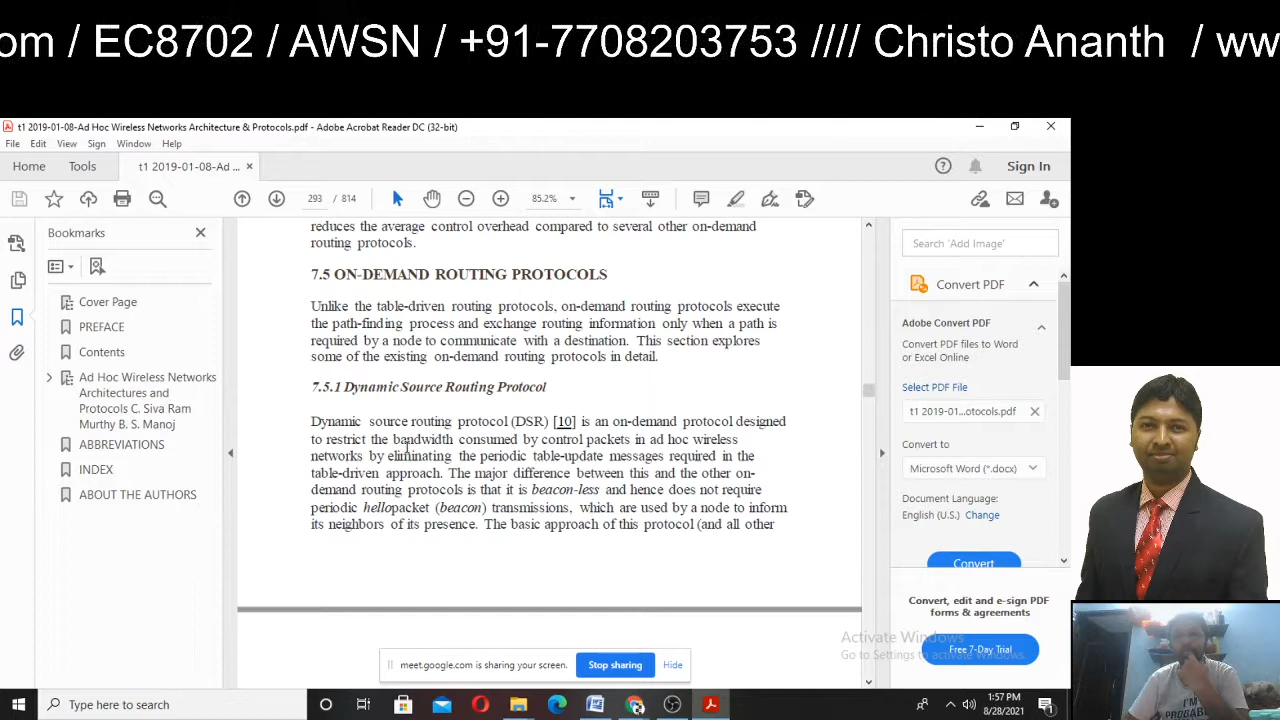 om / EC8702 / AWSN / +91-7708203753 //// Christo Ananth / ww
t1 2019-01-08-Ad Hoc Wireless Networks Architecture & Protocols.pdf - Adobe Acrobat Reader DC (32-bit)
File Edit View Sign Window Help
Home Tools t1 2019-01-08-Ad ... Sign In
293 / 814 85.2%
Bookmarks
Cover Page
PREFACE
Contents
Ad Hoc Wireless Networks
Architectures and
Protocols C. Siva Ram
Murthy B. S. Manoj
ABBREVIATIONS
INDEX
ABOUT THE AUTHORS
reduces the average control overhead compared to several other on-demand
routing protocols.
7.5 ON-DEMAND ROUTING PROTOCOLS
Unlike the table-driven routing protocols, on-demand routing protocols execute
the path-finding process and exchange routing information only when a path is
required by a node to communicate with a destination. This section explores
some of the existing on-demand routing protocols in detail.
7.5.1 Dynamic Source Routing Protocol
Dynamic source routing protocol (DSR) [10] is an on-demand protocol designed
to restrict the bandwidth consumed by control packets in ad hoc wireless
networks by eliminating the periodic table-update messages required in the
table-driven approach. The major difference between this and the other on-
demand routing protocols is that it is beacon-less and hence does not require
periodic hellopacket (beacon) transmissions, which are used by a node to inform
its neighbors of its presence. The basic approach of this protocol (and all other
Search 'Add Image'
Convert PDF
Adobe Convert PDF
Convert PDF files to Word
or Excel Online
Select PDF File
t1 2019-01...otocols.pdf
Convert to
Microsoft Word (*.docx)
Document Language:
English (U.S.) Change
Convert
Convert, edit and e-sign PDF
forms & agreements
Free 7-Day Trial
Activate Windows
Go to Settings to activate Windows.
meet.google.com is sharing your screen. Stop sharing Hide
Type here to search
1:57 PM
8/28/2021
I'M